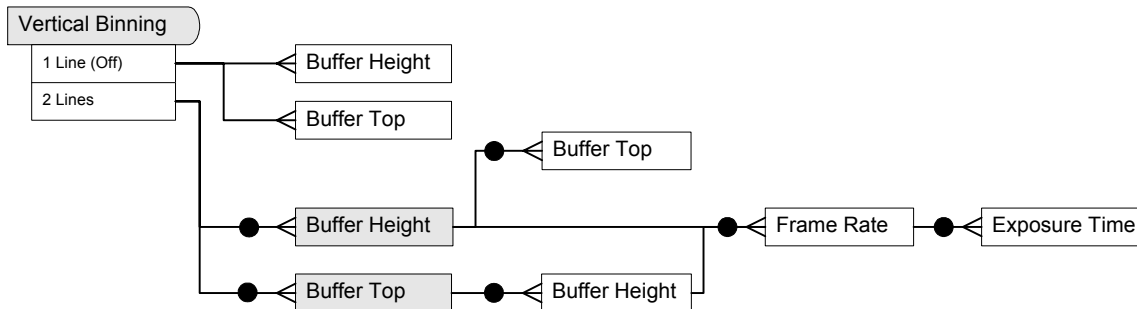 Vertical Binning
1 Line (Off)
Buffer Height
2 Lines
Buffer Top
Buffer Top
Buffer Height
Frame Rate
Exposure Time
Buffer Top
Buffer Height